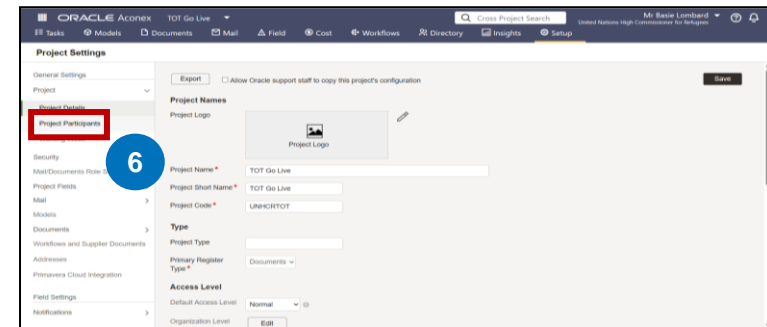 ORACLE Aconex TOT Go Live Cross Project Search Mr Basie Lombard
United Nations High Commissioner for Refugees
Tasks Models Documents Mail Field Cost Workflows Directory Insights Setup
Project Settings
General Settings
Project
Project Details
Project Participants
Security
Mail/Documents Role S
Project Fields
Mail
Models
Documents
Workflows and Supplier Documents
Addresses
Primavera Cloud Integration
Field Settings
Notifications
6
Export Allow Oracle support staff to copy this project's configuration Save
Project Names
Project Logo
Project Logo
Project Name * TOT Go Live
Project Short Name * TOT Go Live
Project Code * UNHCRTOT
Type
Project Type
Primary Register Documents
Type *
Access Level
Default Access Level Normal
Organization Level Edit